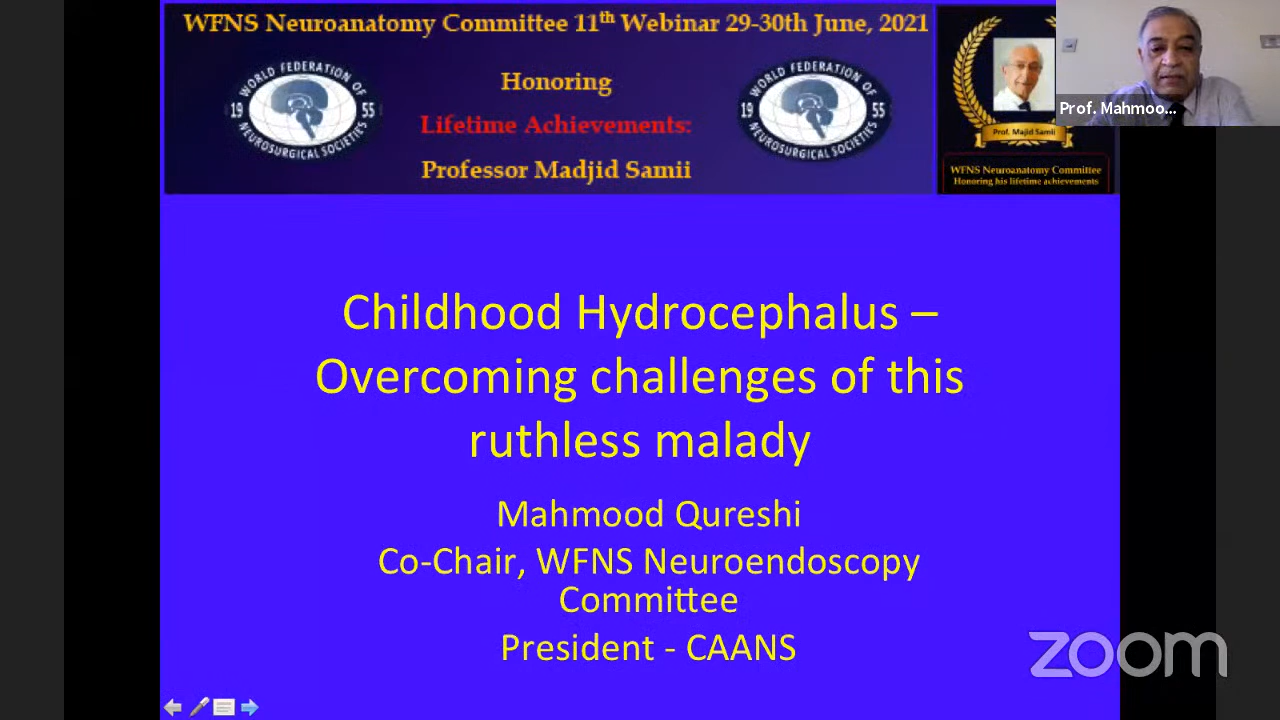 WFNS Neuroanatomy Committee 11th Webinar 29-30th June, 2021
Honoring
Lifetime Achievements:
Professor Madjid Samii
WORLD FEDERATION OF
19 55
NEUROSURGICAL SOCIETIES
WORLD FEDERATION OF
19 55
NEUROSURGICAL SOCIETIES
Prof. Majid Samii
WFNS Neuroanatomy Committee
Honoring his lifetime achievements
Prof. Mahmoo...
Childhood Hydrocephalus –
Overcoming challenges of this
ruthless malady
Mahmood Qureshi
Co-Chair, WFNS Neuroendoscopy
Committee
President - CAANS
zoom